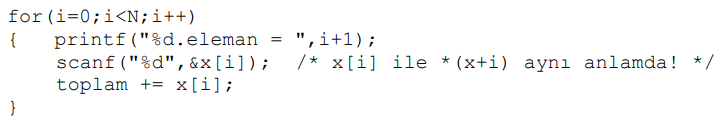 for(i=0;i<N;i++)
{   printf("%d.eleman = ",i+1);
    scanf("%d",&x[i]);  /* x[i] ile *(x+i) aynı anlamda! */
    toplam += x[i];
}